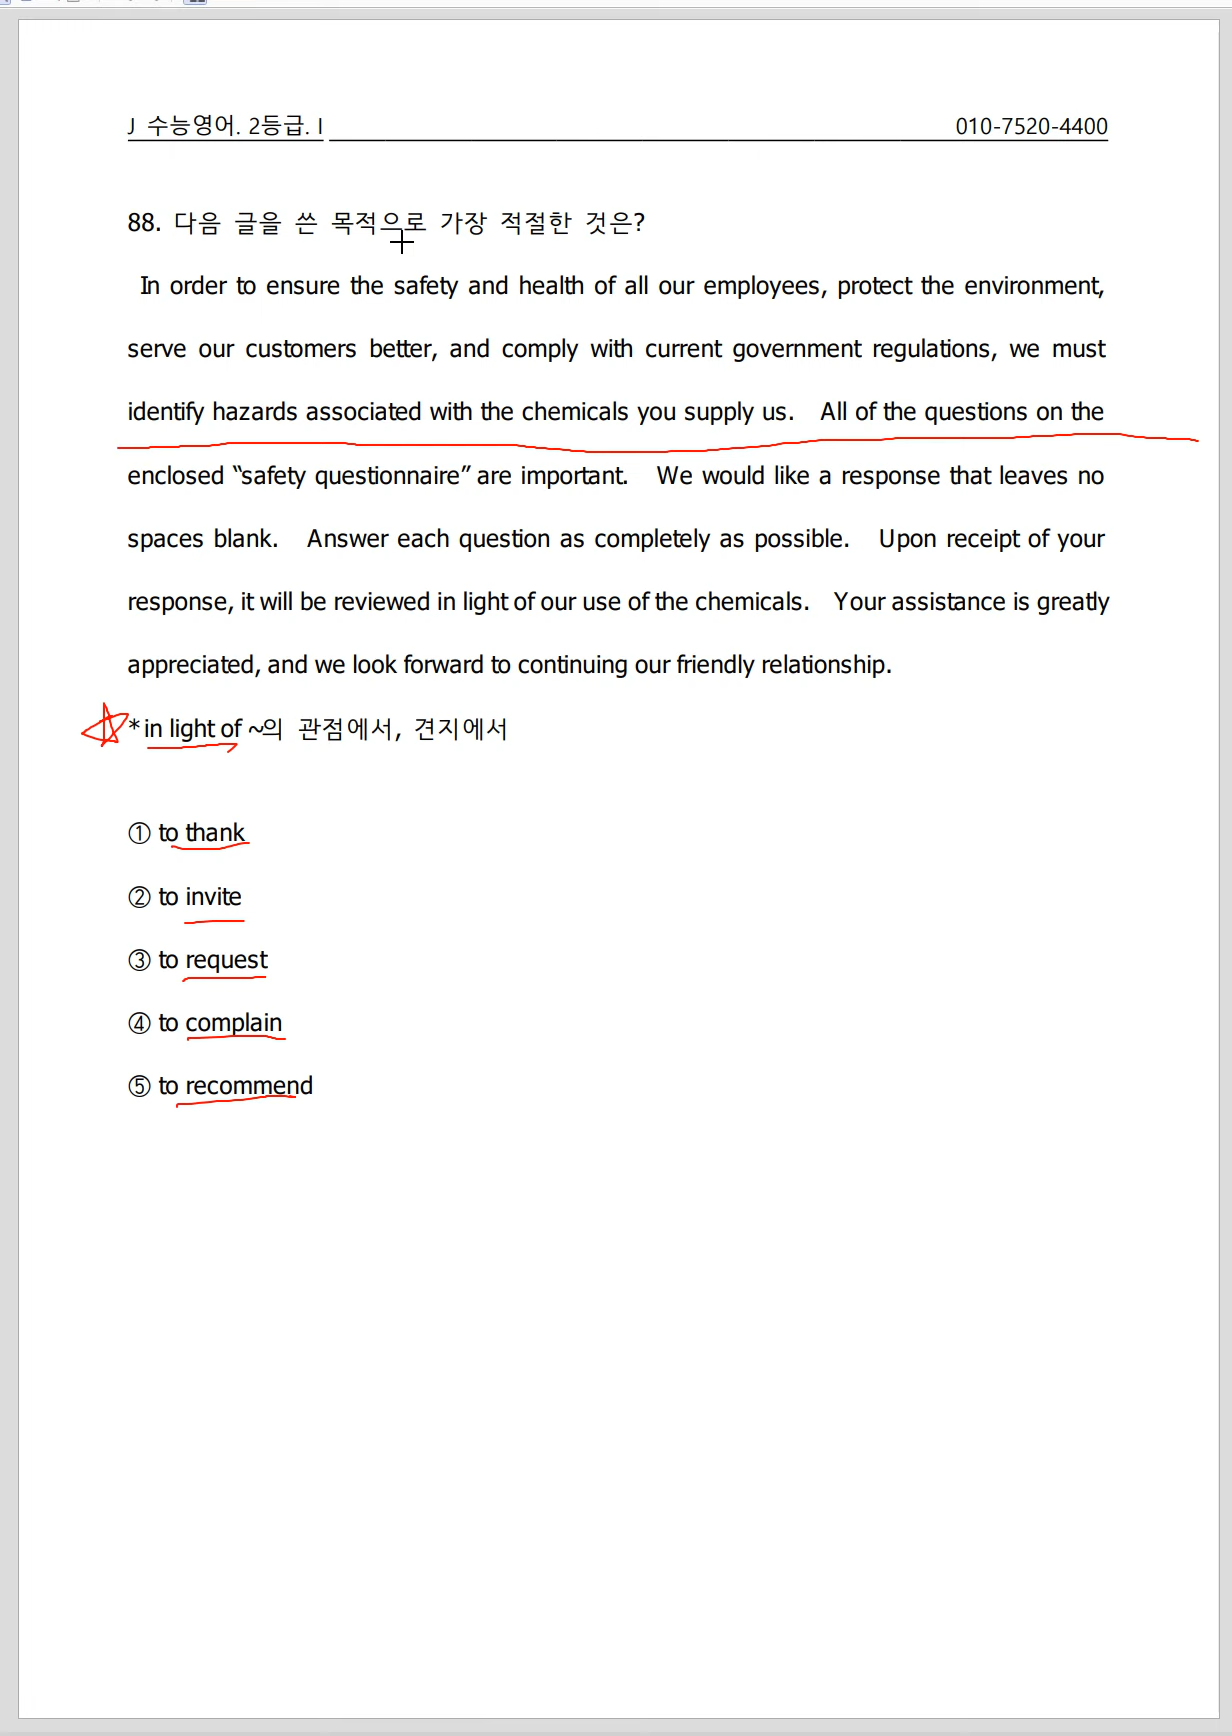 J 수능영어. 2등급. I 010-7520-4400
88. 다음 글을 쓴 목적으로 가장 적절한 것은?
In order to ensure the safety and health of all our employees, protect the environment,
serve our customers better, and comply with current government regulations, we must
identify hazards associated with the chemicals you supply us. All of the questions on the
enclosed “safety questionnaire” are important. We would like a response that leaves no
spaces blank. Answer each question as completely as possible. Upon receipt of your
response, it will be reviewed in light of our use of the chemicals. Your assistance is greatly
appreciated, and we look forward to continuing our friendly relationship.
* in light of ~의 관점에서, 견지에서
① to thank
② to invite
③ to request
④ to complain
⑤ to recommend